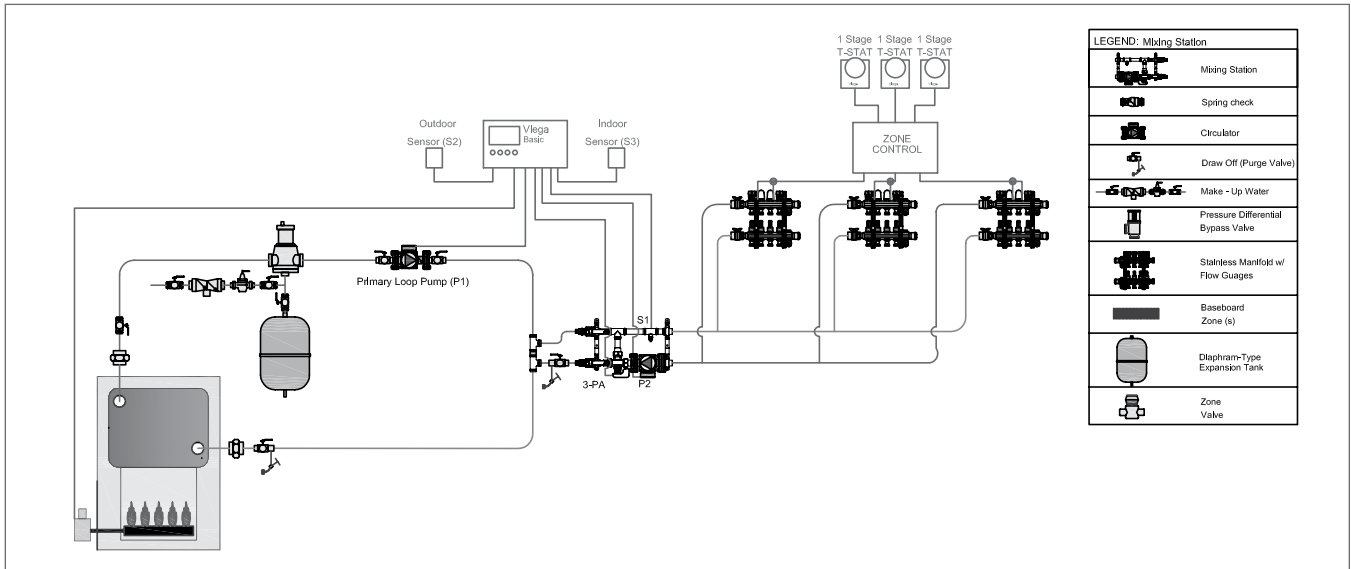 1 Stage 1 Stage 1 Stage
T-STAT T-STAT T-STAT
Viega Viega Viega
ZONE
CONTROL
Outdoor
Sensor (S2)
Viega
Basic
Indoor
Sensor (S3)
Primary Loop Pump (P1)
S1
3-PA
P2
LEGEND: Mixing Station
Mixing Station
Spring check
Circulator
Draw Off (Purge Valve)
Make - Up Water
Pressure Differential
Bypass Valve
Stainless Manifold w/
Flow Guages
Baseboard
Zone (s)
Diaphram-Type
Expansion Tank
Zone
Valve